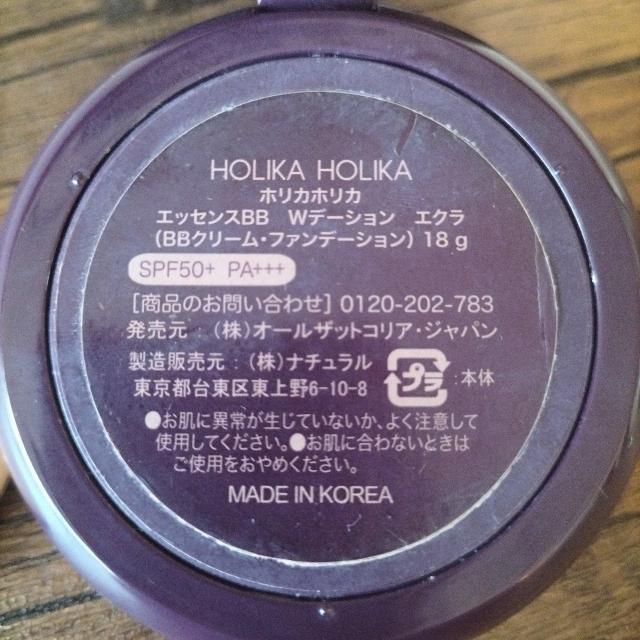 HOLIKA HOLIKA
ホリカホリカ
エッセンスBB Wデーション エクラ
(BBクリーム・ファンデーション) 18g
SPF50+ PA+++
[商品のお問い合わせ] 0120-202-783
発売元 : (株)オールザットコリア・ジャパン
製造販売元 : (株)ナチュラル
東京都台東区東上野6-10-8
プラ : 本体
●お肌に異常が生じていないか、よく注意して
使用してください。●お肌に合わないときは
ご使用をおやめください。
MADE IN KOREA